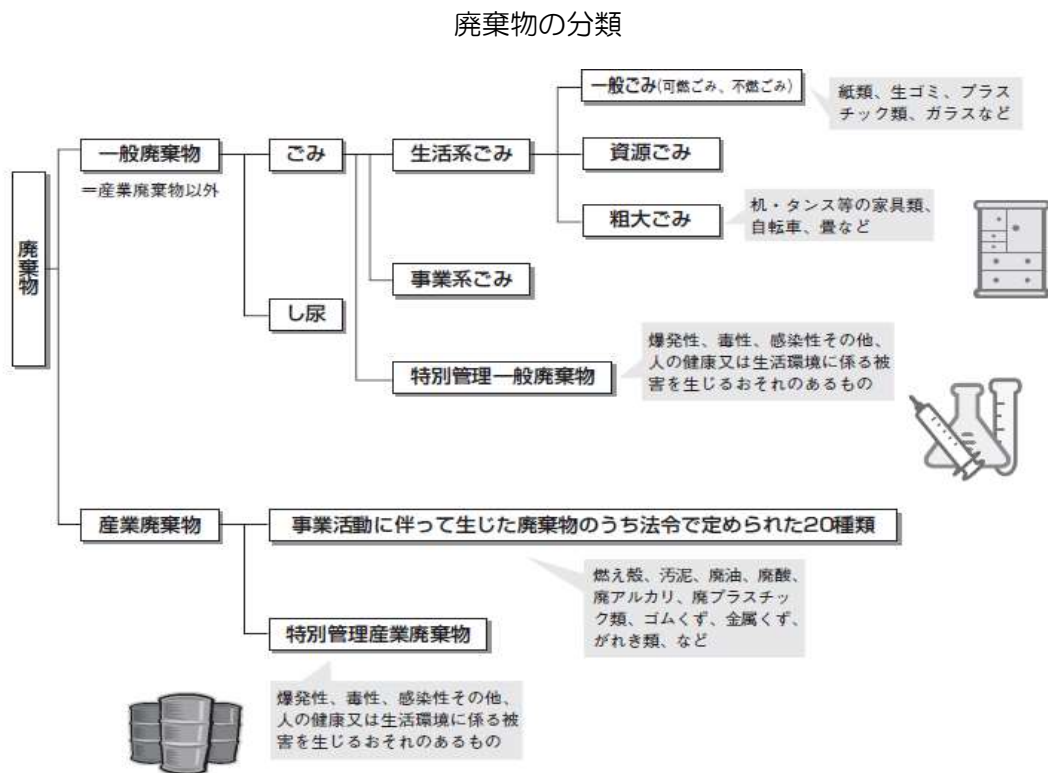 廃棄物の分類
一般ごみ(可燃ごみ、不燃ごみ)
紙類、生ゴミ、プラス
チック類、ガラスなど
一般廃棄物
ごみ
生活系ごみ
資源ごみ
=産業廃棄物以外
粗大ごみ
机・タンス等の家具類、
自転車、畳など
廃棄物
事業系ごみ
し尿
特別管理一般廃棄物
爆発性、毒性、感染性その他、
人の健康又は生活環境に係る被
害を生じるおそれのあるもの
産業廃棄物
事業活動に伴って生じた廃棄物のうち法令で定められた20種類
燃え殻、汚泥、廃油、廃酸、
廃アルカリ、廃プラスチッ
ク類、ゴムくず、金属くず、
がれき類、など
特別管理産業廃棄物
爆発性、毒性、感染性その他、
人の健康又は生活環境に係る被
害を生じるおそれのあるもの